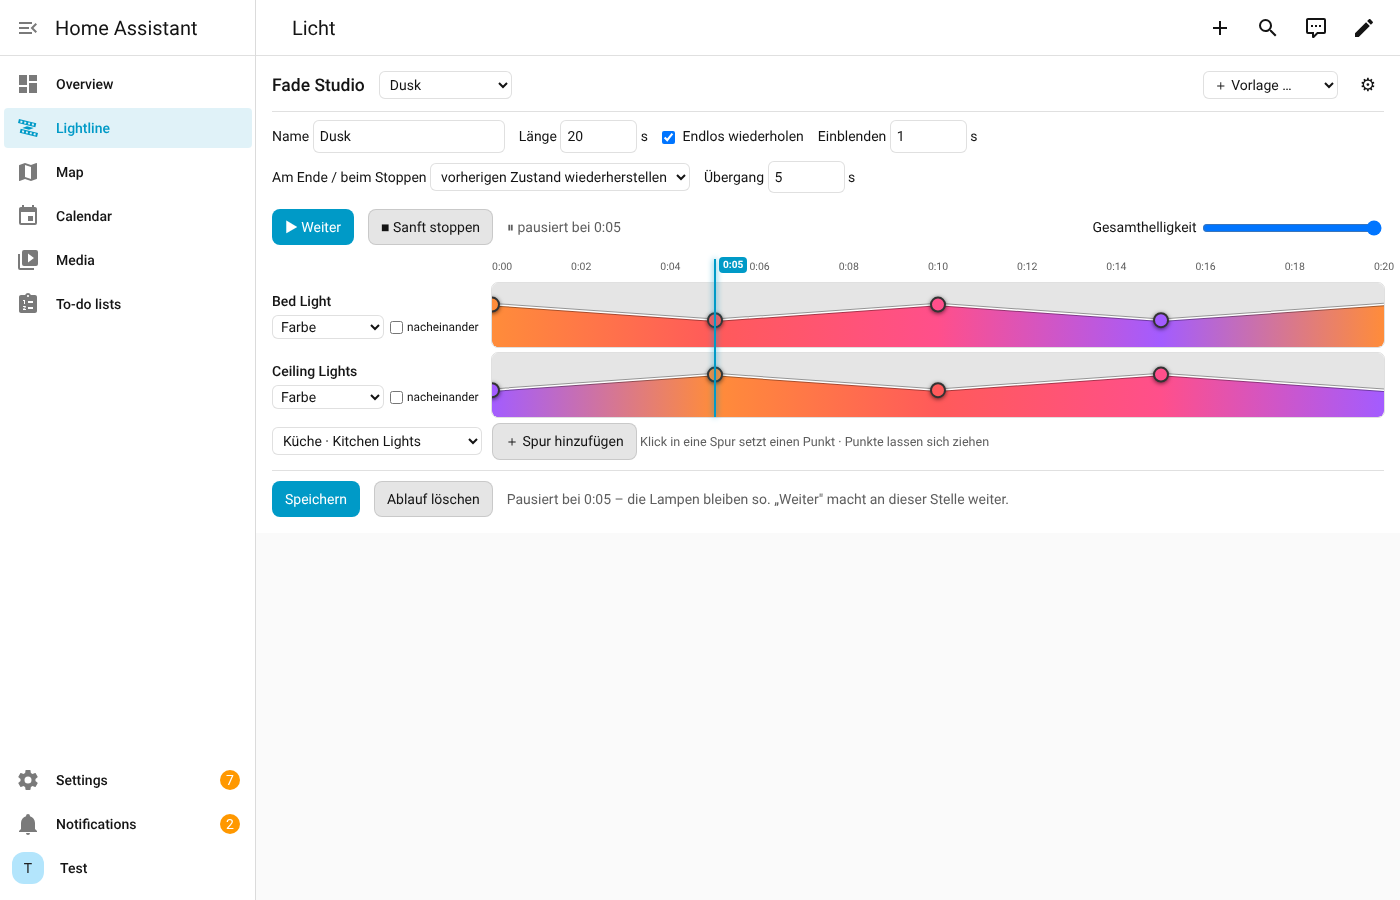 Home Assistant
Licht
Overview
Lightline
Map
Calendar
Media
To-do lists
Settings
7
Notifications
2
T
Test
Fade Studio
Dusk
+ Vorlage ...
Name
Dusk
Länge
20
s
Endlos wiederholen
Einblenden
1
s
Am Ende / beim Stoppen
vorherigen Zustand wiederherstellen
Übergang
5
s
▶ Weiter
■ Sanft stoppen
⏸ pausiert bei 0:05
Gesamthelligkeit
0:00
0:02
0:04
0:05
0:06
0:08
0:10
0:12
0:14
0:16
0:18
0:20
Bed Light
Farbe
nacheinander
Ceiling Lights
Farbe
nacheinander
Küche · Kitchen Lights
+ Spur hinzufügen
Klick in eine Spur setzt einen Punkt · Punkte lassen sich ziehen
Speichern
Ablauf löschen
Pausiert bei 0:05 – die Lampen bleiben so. „Weiter" macht an dieser Stelle weiter.